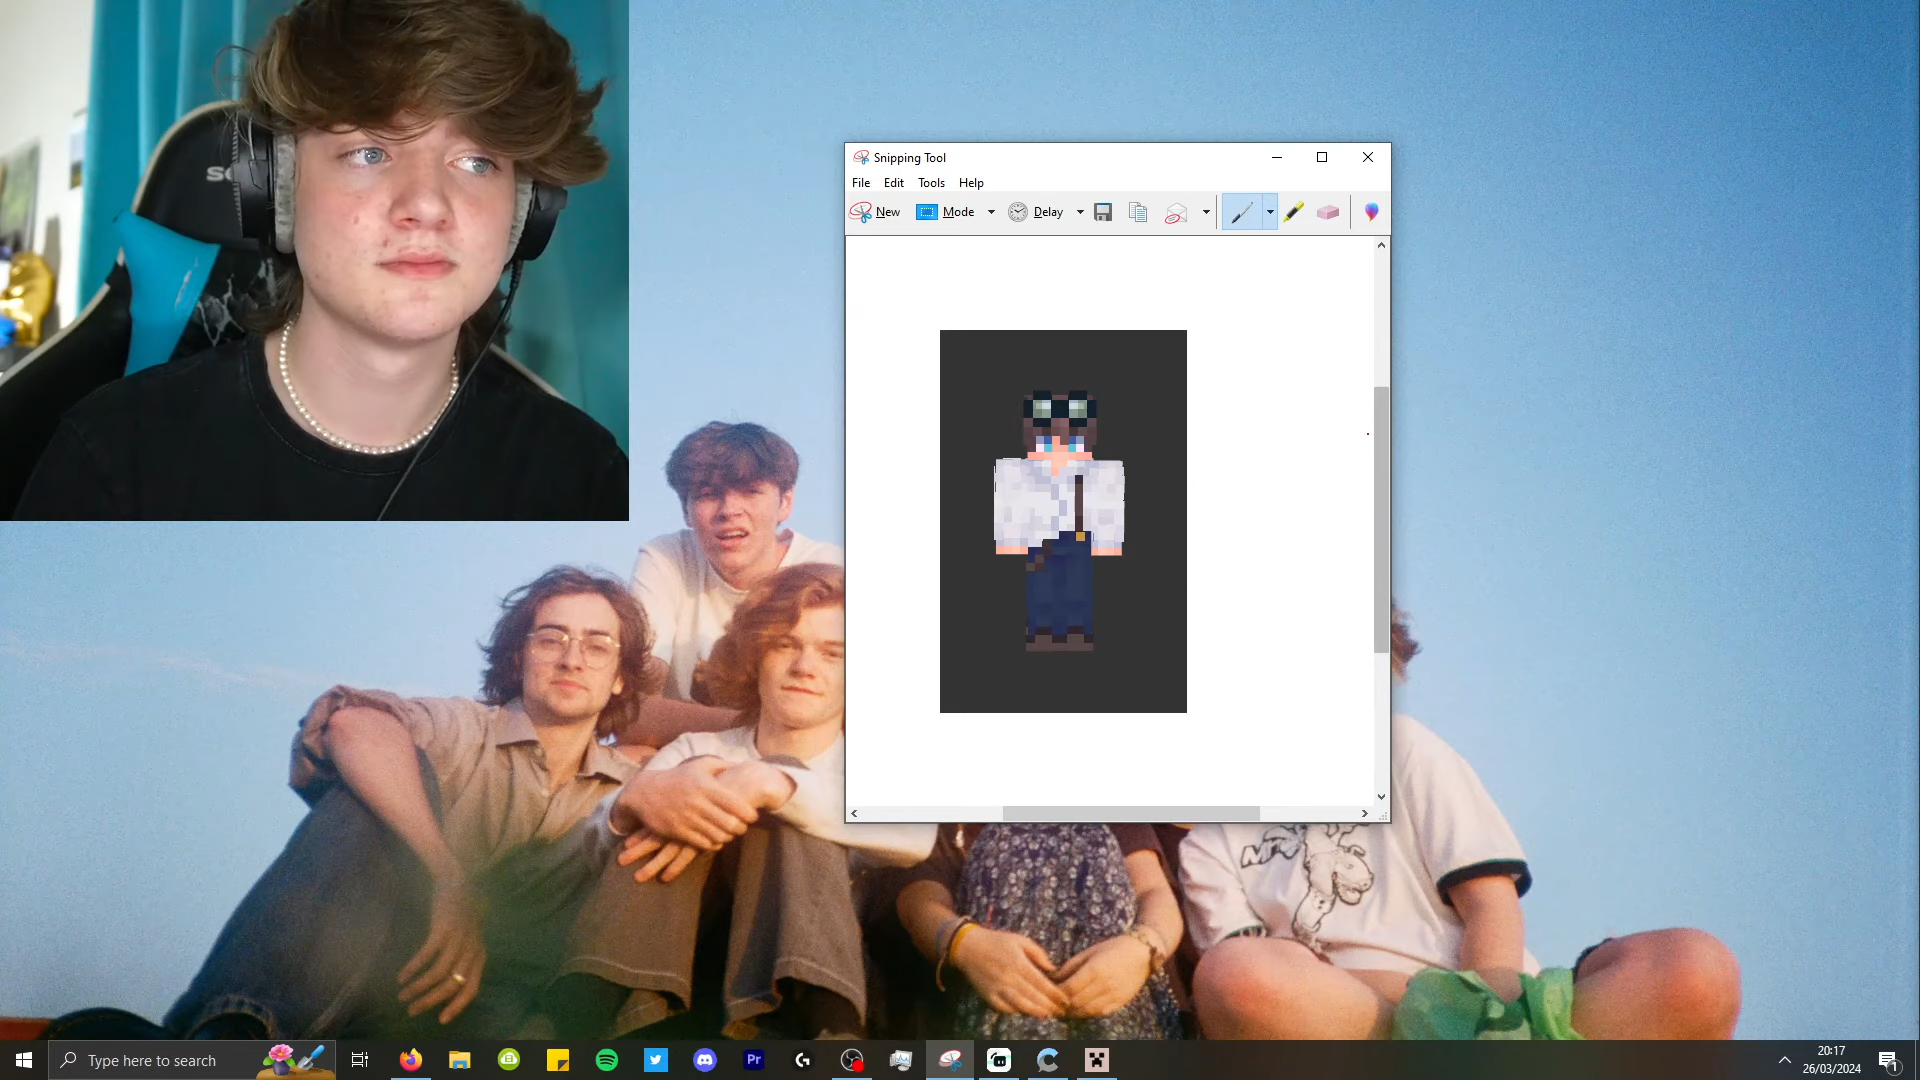 Snipping Tool
File Edit Tools Help
New Mode Delay
Type here to search
Pr
20:17
26/03/2024
1